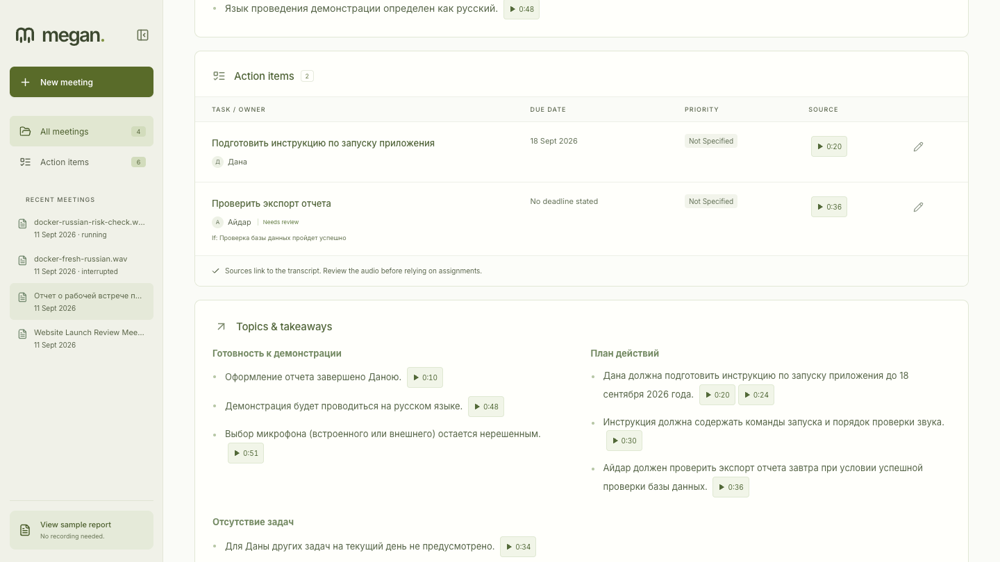 megan.
New meeting
All meetings 4
Action items 6
RECENT MEETINGS
docker-russian-risk-check.w...
11 Sept 2026 · running
docker-fresh-russian.wav
11 Sept 2026 · interrupted
Отчет о рабочей встрече п...
11 Sept 2026
Website Launch Review Mee...
11 Sept 2026
View sample report
No recording needed.
Язык проведения демонстрации определен как русский. 0:48
Action items 2
TASK / OWNER DUE DATE PRIORITY SOURCE
Подготовить инструкцию по запуску приложения 18 Sept 2026 Not Specified 0:20
Д Дана
Проверить экспорт отчета No deadline stated Not Specified 0:36
А Айдар Needs review
If: Проверка базы данных пройдет успешно
Sources link to the transcript. Review the audio before relying on assignments.
Topics & takeaways
Готовность к демонстрации
Оформление отчета завершено Даною. 0:10
Демонстрация будет проводиться на русском языке. 0:48
Выбор микрофона (встроенного или внешнего) остается нерешенным.
0:51
План действий
Дана должна подготовить инструкцию по запуску приложения до 18
сентября 2026 года. 0:20 0:24
Инструкция должна содержать команды запуска и порядок проверки звука.
0:30
Айдар должен проверить экспорт отчета завтра при условии успешной
проверки базы данных. 0:36
Отсутствие задач
Для Даны других задач на текущий день не предусмотрено. 0:34